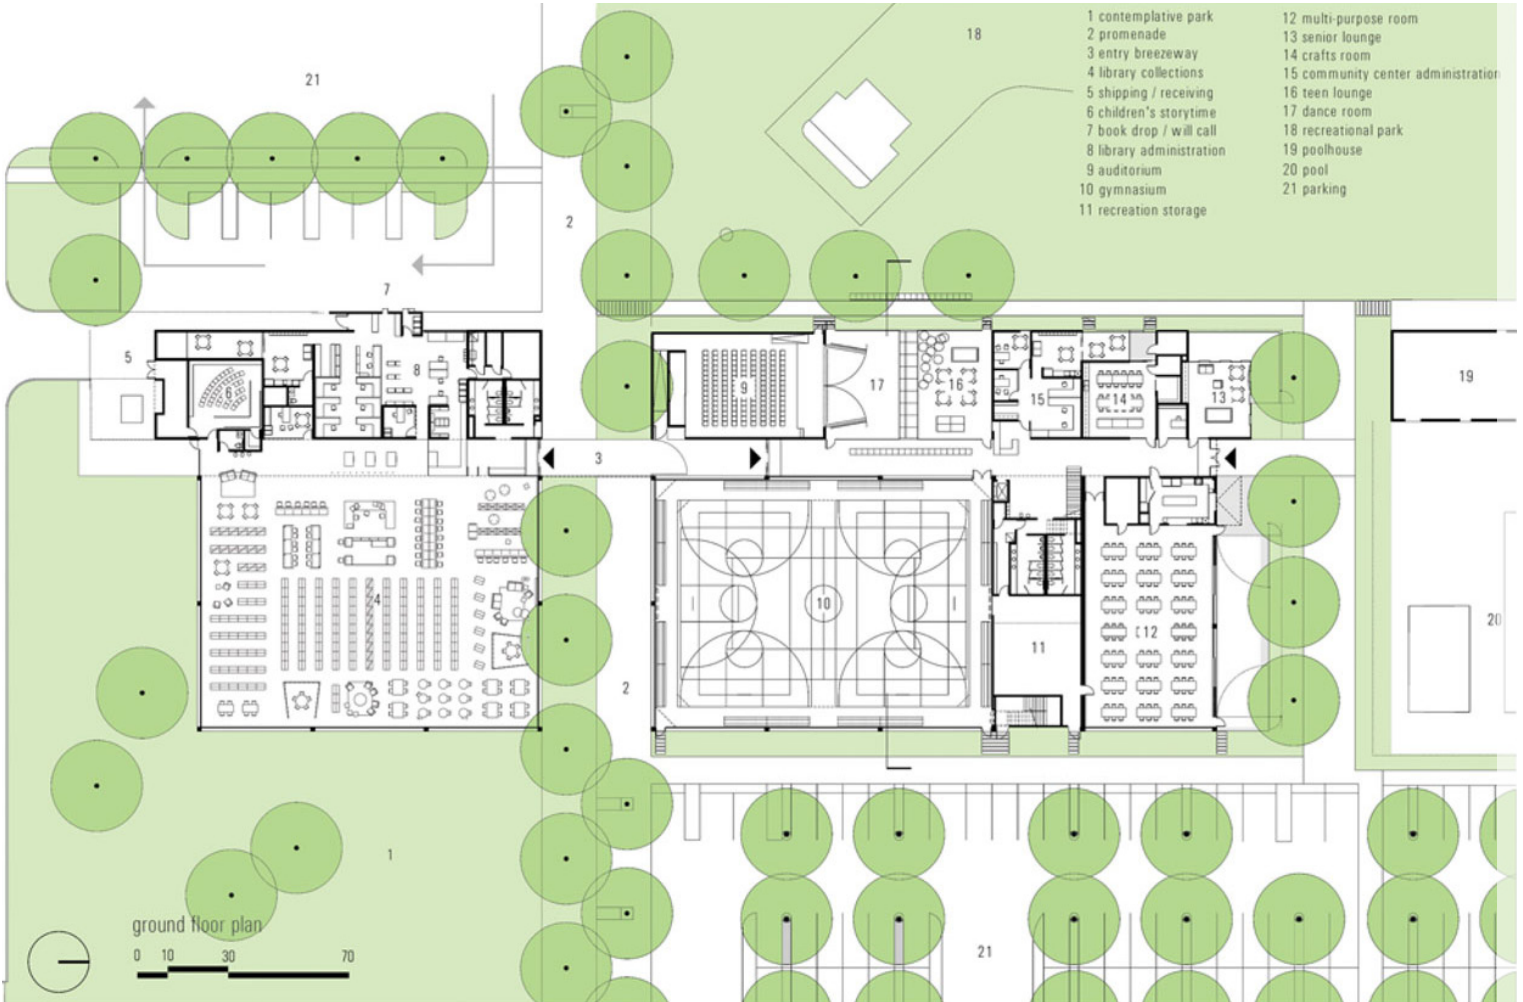 1 contemplative park
2 promenade
3 entry breezeway
4 library collections
5 shipping / receiving
6 children's storytime
7 book drop / will call
8 library administration
9 auditorium
10 gymnasium
11 recreation storage
12 multi-purpose room
13 senior lounge
14 crafts room
15 community center administration
16 teen lounge
17 dance room
18 recreational park
19 poolhouse
20 pool
21 parking
18
21
2
7
5
8
6
9
17
16
15
14
13
19
3
4
10
11
12
20
2
1
21
ground floor plan
0 10 30 70